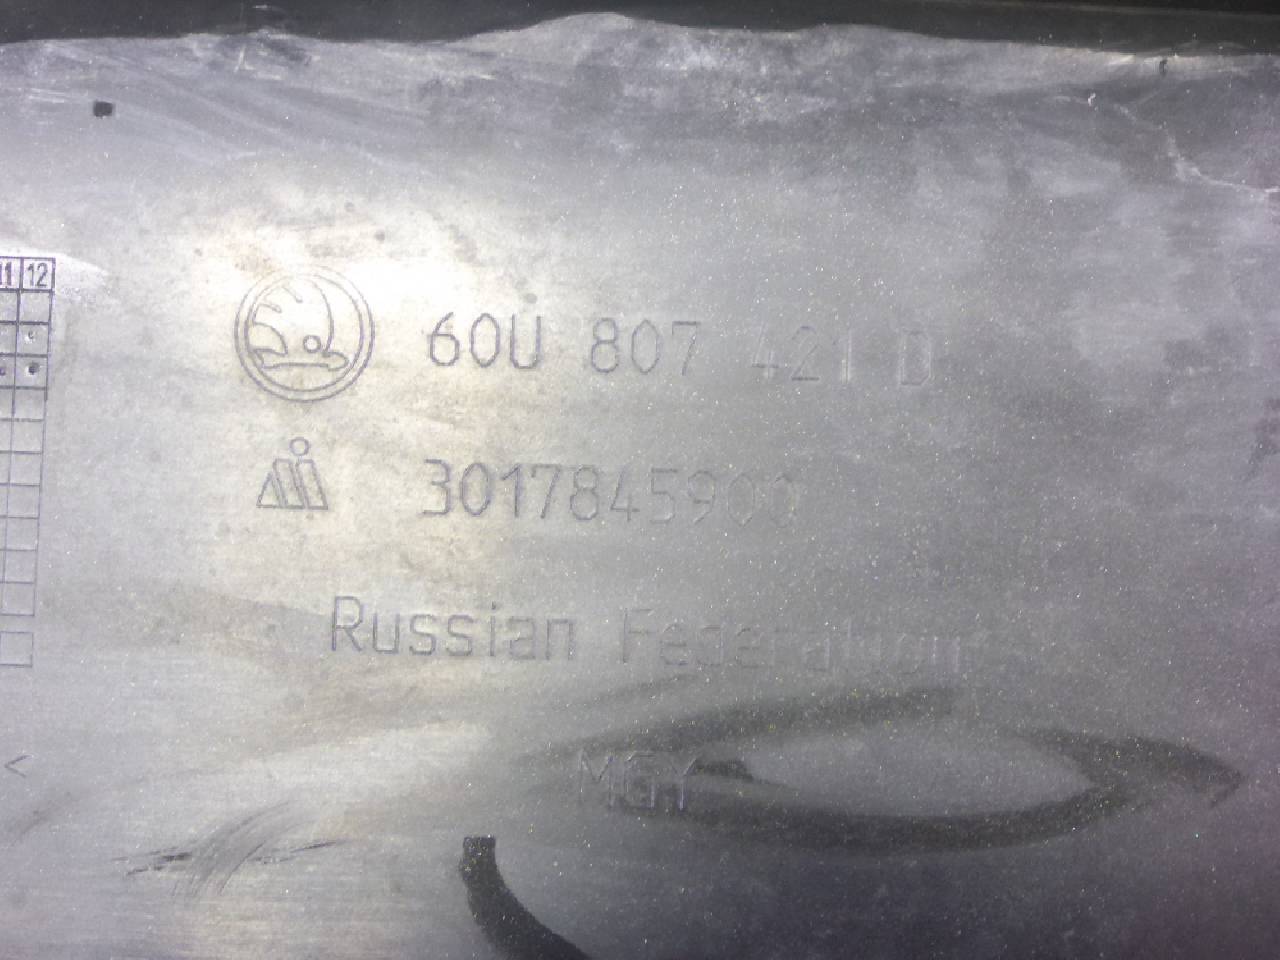 11 12
60U 807 421 D
3017845900
Russian Federation
MGY
<